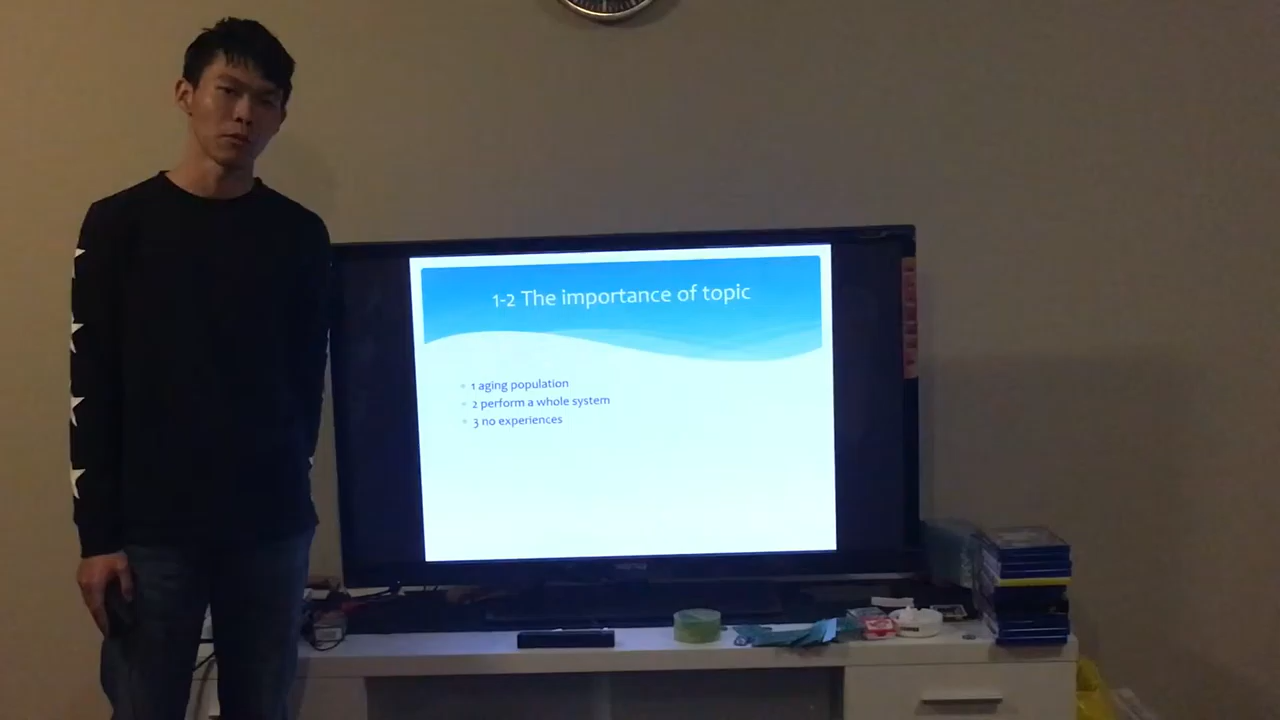 1-2 The importance of topic
1 aging population
2 perform a whole system
3 no experiences